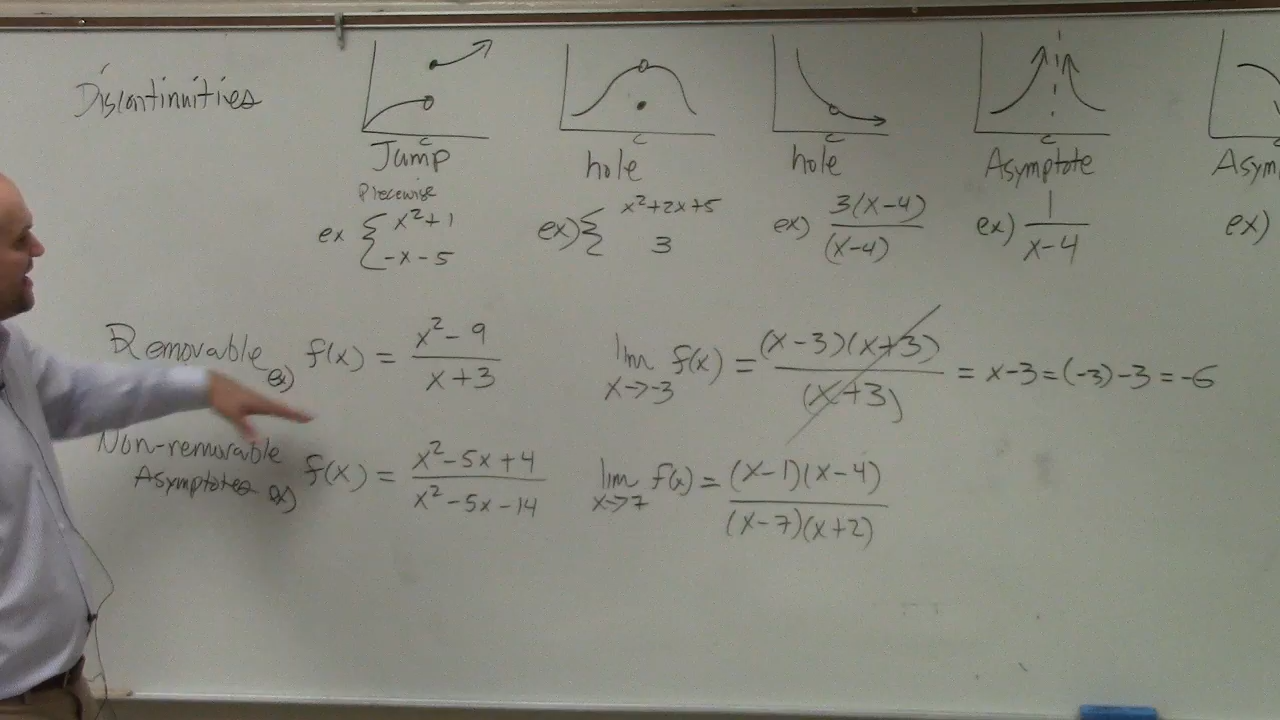 Discontinuities
c
Jump
Piecewise
ex { x²+1
-x-5
c
hole
ex) { x²+2x+5
3
c
hole
ex) 3(x-4)
(x-4)
c
Asymptote
ex) 1
x-4
Asym
ex)
Removable
ex) f(x) = x²-9
x+3
lim f(x) = (x-3)(x+3)
x→-3 (x+3)
= x-3=(-3)-3=-6
Non-removable
Asymptotes ex) f(x) = x²-5x+4
x²-5x-14
lim f(x) = (x-1)(x-4)
x→7 (x-7)(x+2)